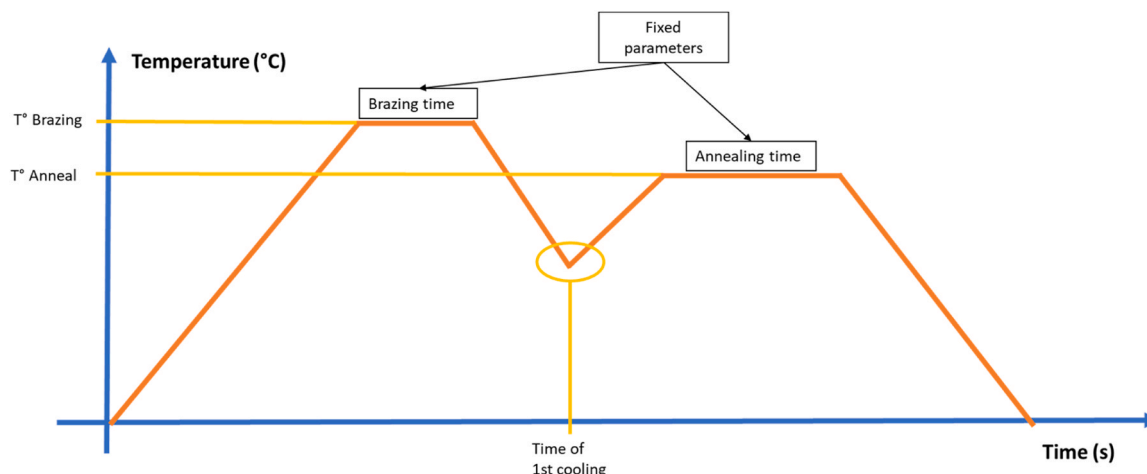 Fixed
parameters
Temperature (°C)
Brazing time
T° Brazing
Annealing time
T° Anneal
Time of
1st cooling
Time (s)